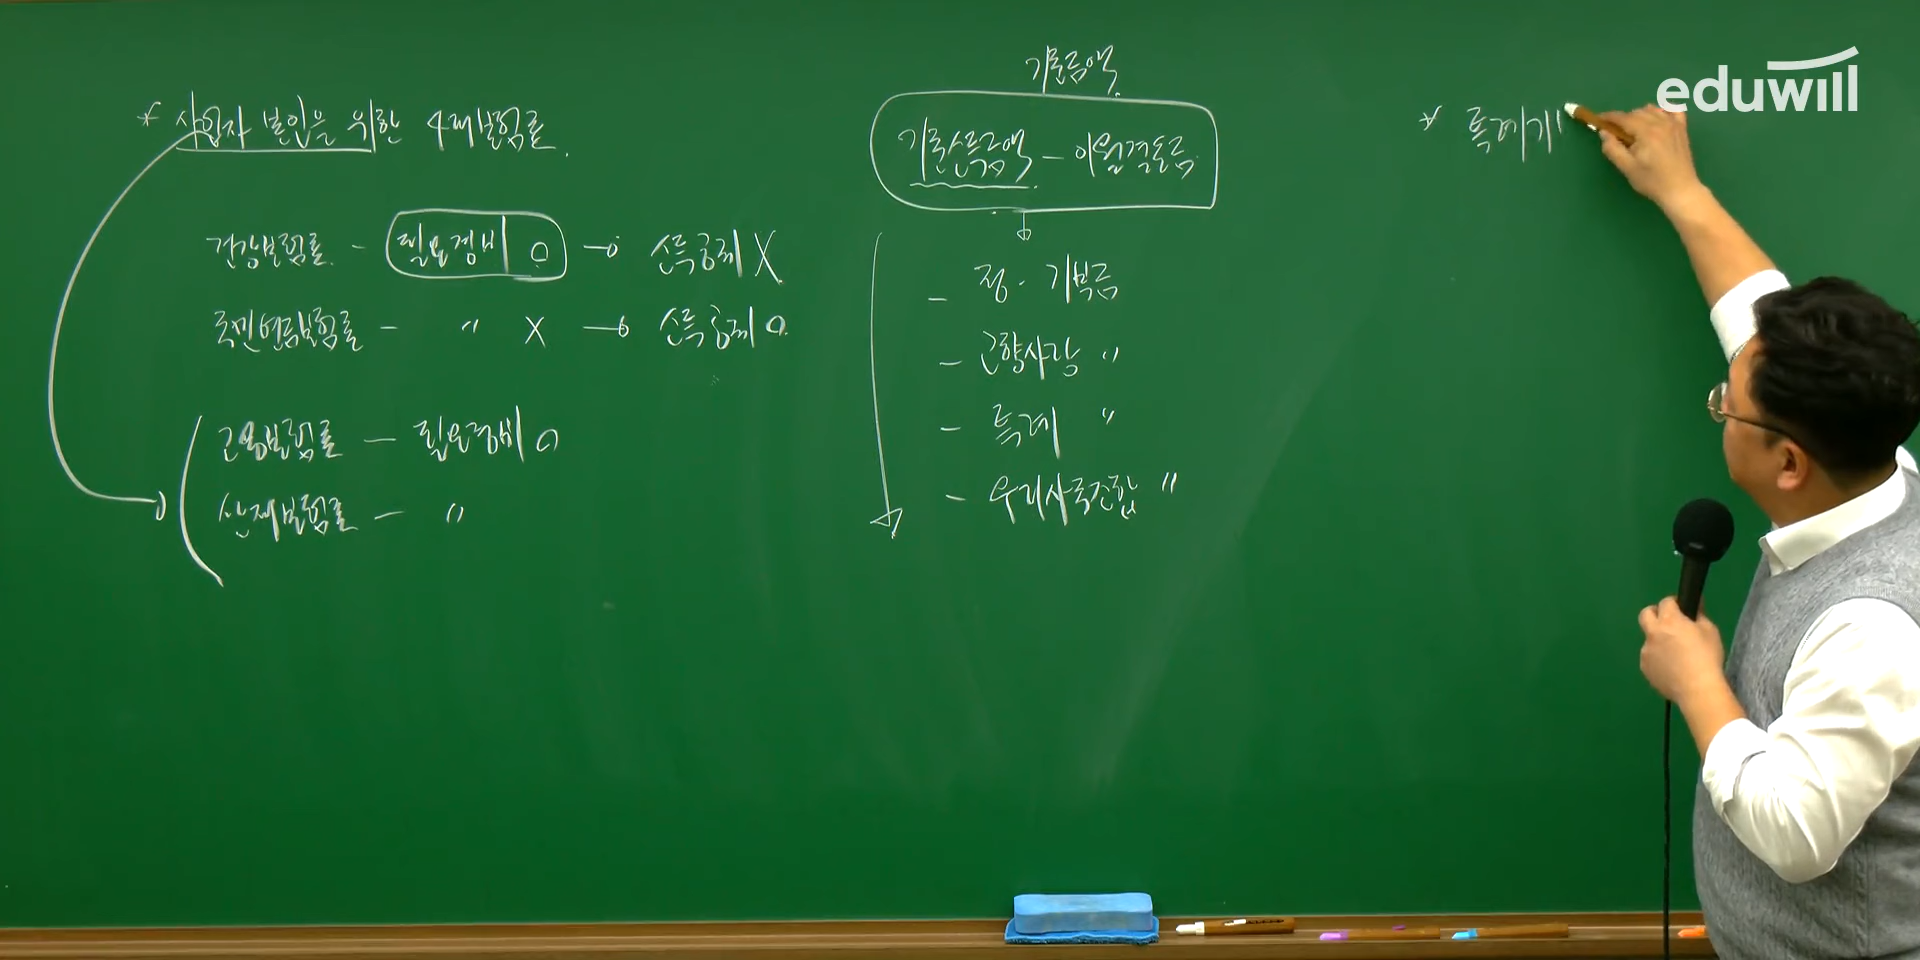 * 사업자 본인을 위한 4대보험료.
건강보험료 - 필요경비 O → 소득공제 X
국민연금보험료 - 〃 X → 소득공제 O
고용보험료 - 필요경비 O
산재보험료 - 〃
기준금액
기준소득금액 - 이월결손금
- 정·기부금
- 고향사랑 〃
- 특례 〃
- 우리사주조합 〃
* 특례기
eduwill